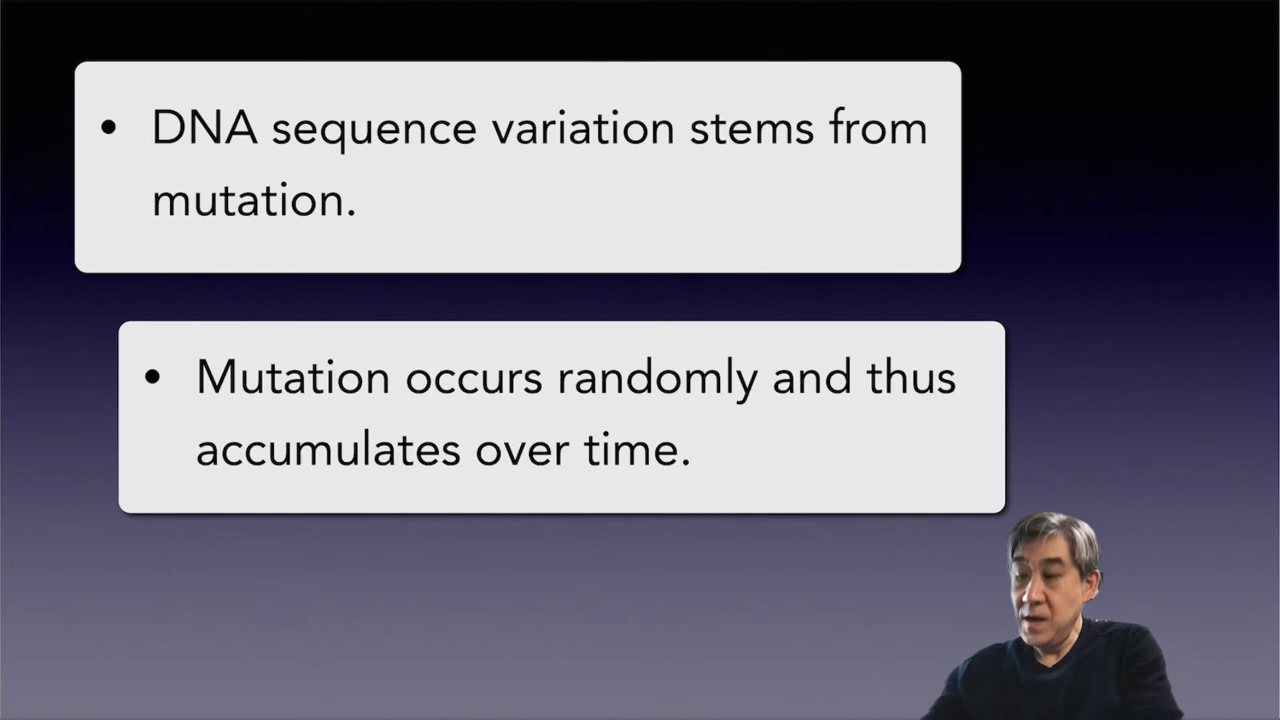 • DNA sequence variation stems from
mutation.
• Mutation occurs randomly and thus
accumulates over time.